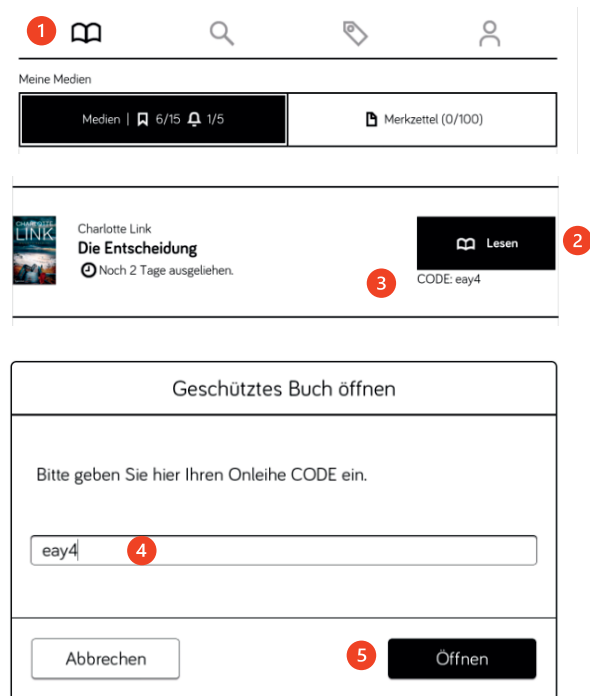 1
Meine Medien
Medien | 6/15 1/5
Merkzettel (0/100)
CHARLOTTE
LINK
Charlotte Link
Die Entscheidung
Noch 2 Tage ausgeliehen.
Lesen
2
3
CODE: eay4
Geschütztes Buch öffnen
Bitte geben Sie hier Ihren Onleihe CODE ein.
eay4
4
Abbrechen
5
Öffnen